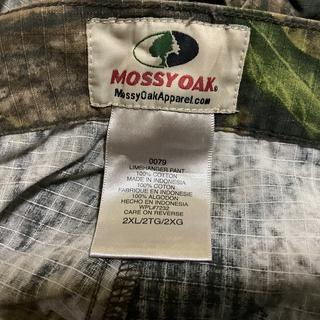 MOSSY OAK®
MossyOakApparel.com
0079
LIMBHANGER PANT
100% COTTON
MADE IN INDONESIA
100% COTON
FABRIQUE EN INDONESIE
100% ALGODON
HECHO EN INDONESIA
WPL#7232
CARE ON REVERSE
2XL/2TG/2XG